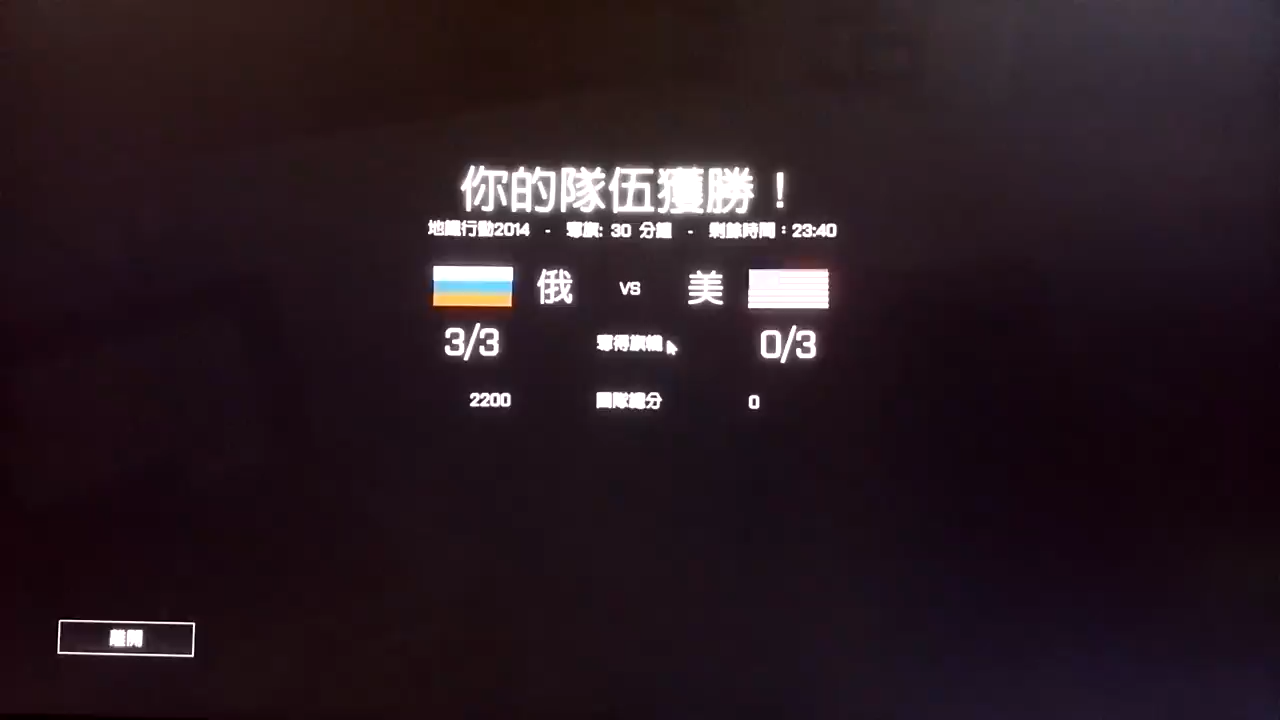 你的隊伍獲勝！
地鐵行動2014 - 奪旗: 30 分鐘 - 剩餘時間：23:40
俄 VS 美
3/3 奪得旗幟 0/3
2200 團隊總分 0
離開